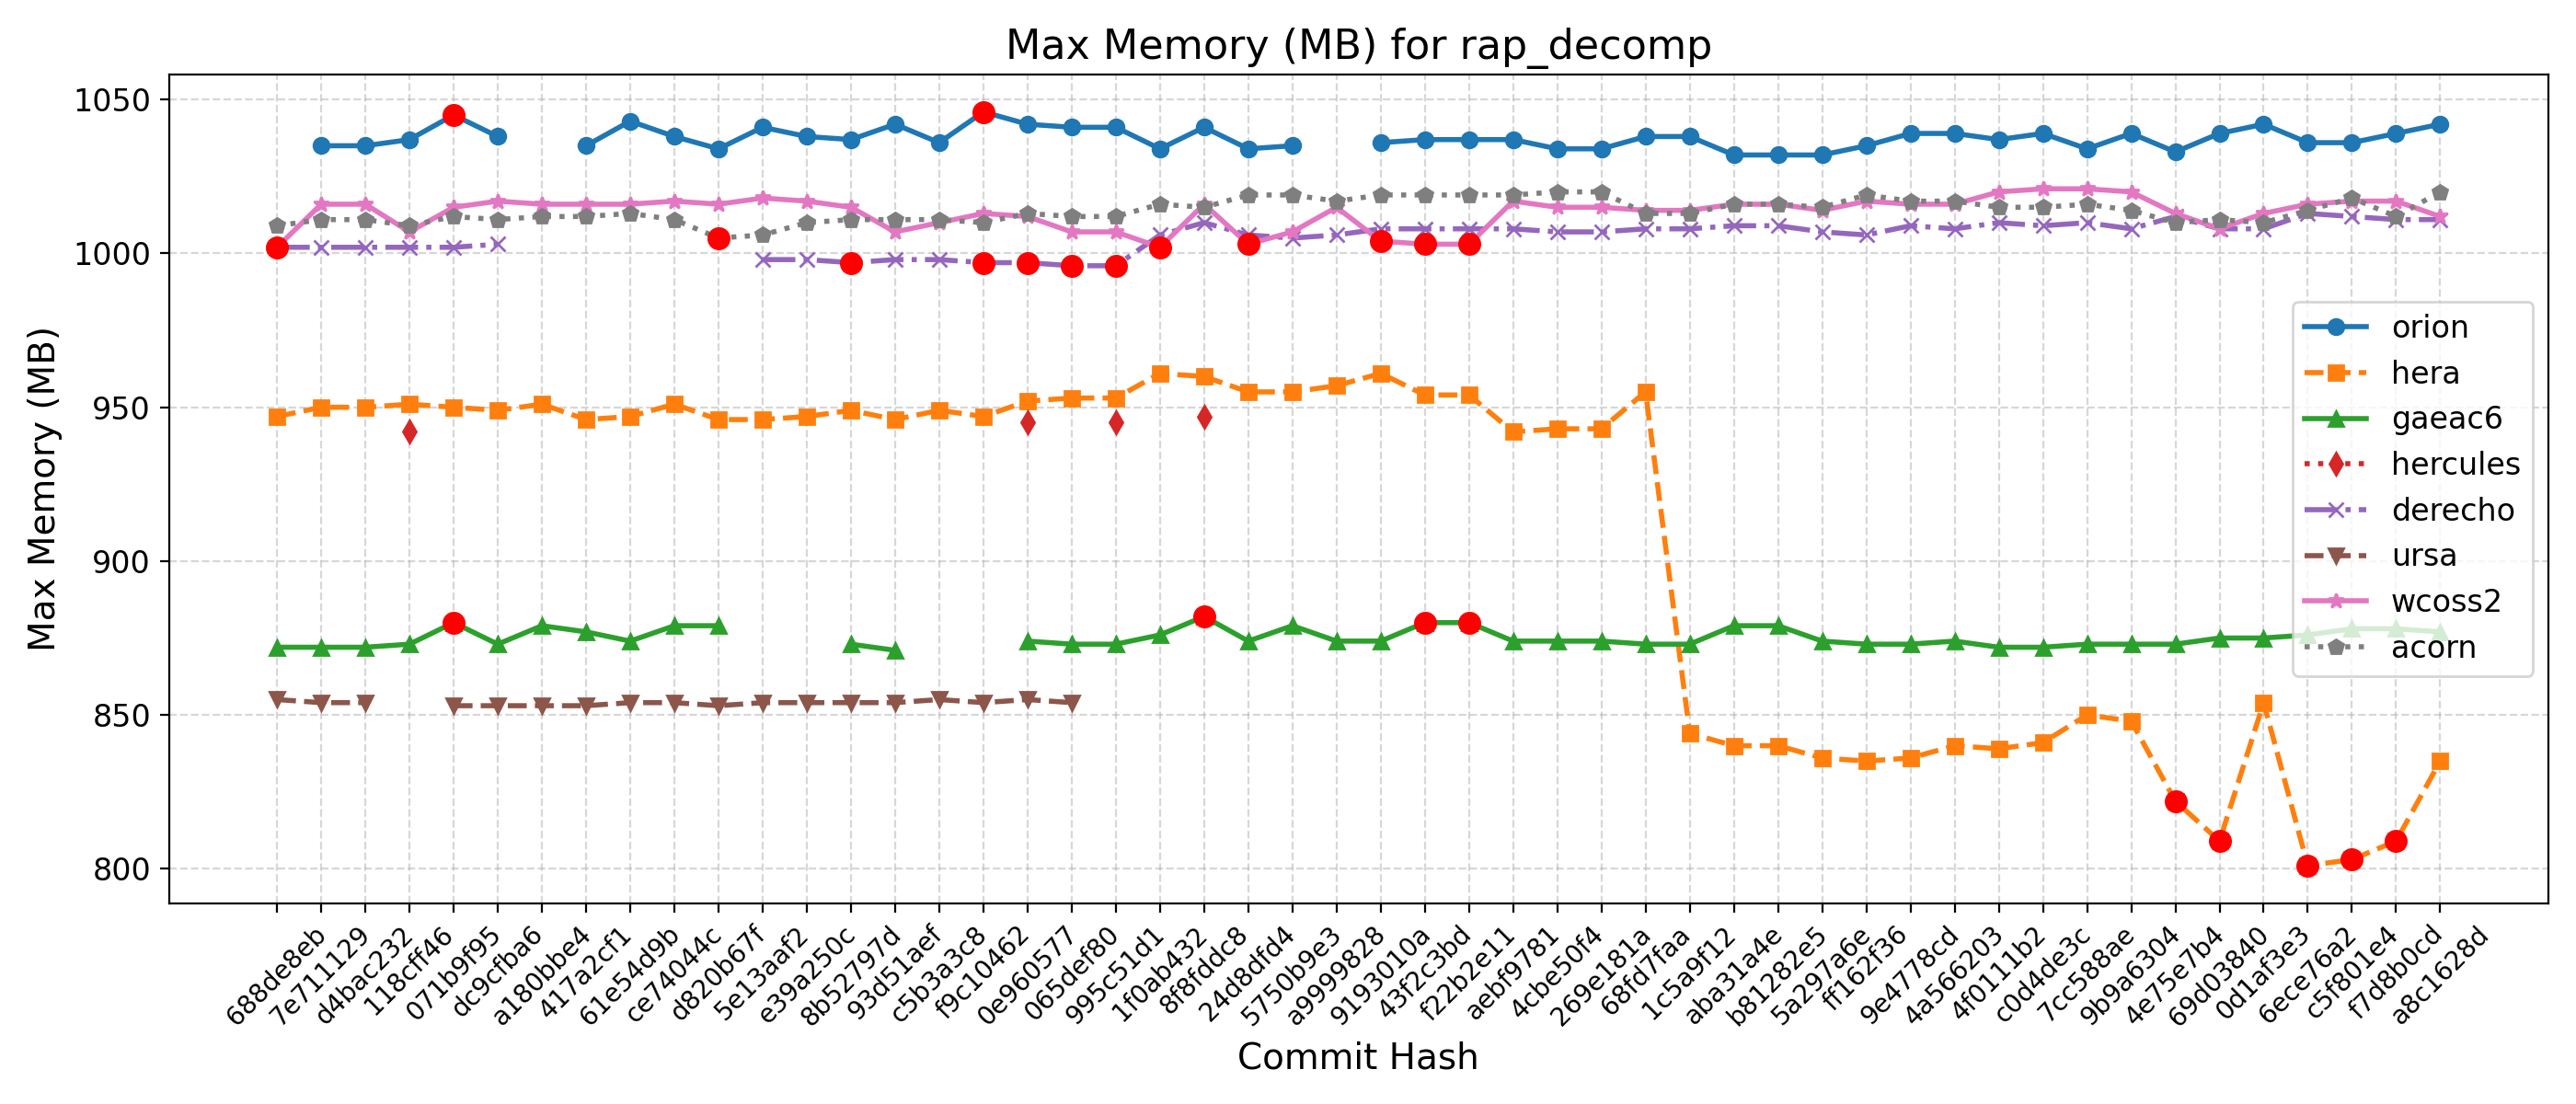 Max Memory (MB) for rap_decomp
Max Memory (MB)
1050
1000
950
900
850
800
orion
hera
gaeac6
hercules
derecho
ursa
wcoss2
acorn
688de8eb
7e711129
d4bac232
118cff46
071b9f95
dc9cfba6
a180bbe4
417a2cf1
61e54d9b
ce74044c
d820b67f
5e13aaf2
e39a250c
8b52797d
93d51aef
c5b3a3c8
f9c10462
0e960577
065def80
995c51d1
1f0ab432
8f8fddc8
24d8dfd4
5750b9e3
a9999828
9193010a
43f2c3bd
f22b2e11
aebf9781
4cbe50f4
269e181a
68fd7faa
1c5a9f12
aba31a4e
b81282e5
5a297a6e
ff162f36
9e4778cd
4a566203
4f0111b2
c0d4de3c
7cc588ae
9b9a6304
4e75e7b4
69d03840
0d1af3e3
6ece76a2
c5f801e4
f7d8b0cd
a8c1628d
Commit Hash